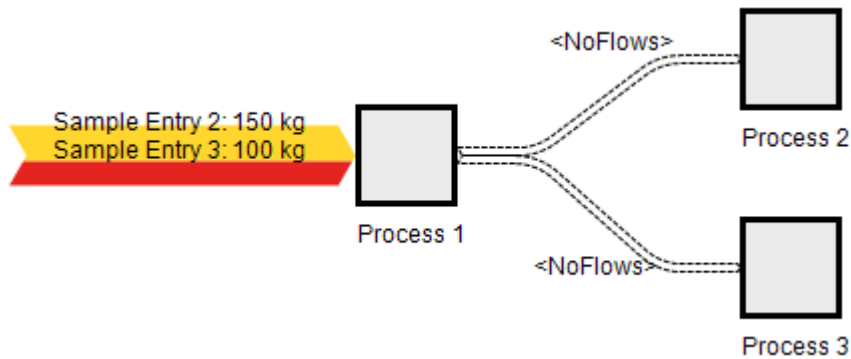 <NoFlows>
Sample Entry 2: 150 kg
Sample Entry 3: 100 kg
Process 2
Process 1
<NoFlows>
Process 3